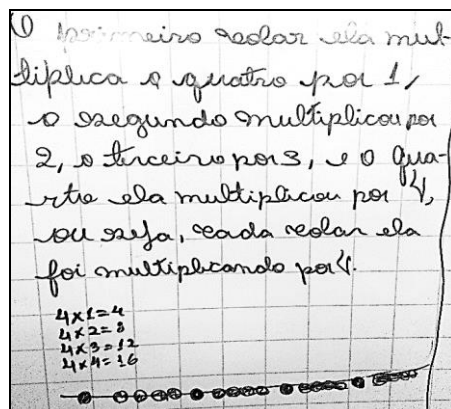 O primeiro colar ela mul-
tiplica o quatro por 1,
o segundo multiplicou por
2, o terceiro por 3, e o qua-
rto ela multiplicou por 4,
ou seja, cada colar ela
foi multiplicando por 4.
4x1=4
4x2=8
4x3=12
4x4=16